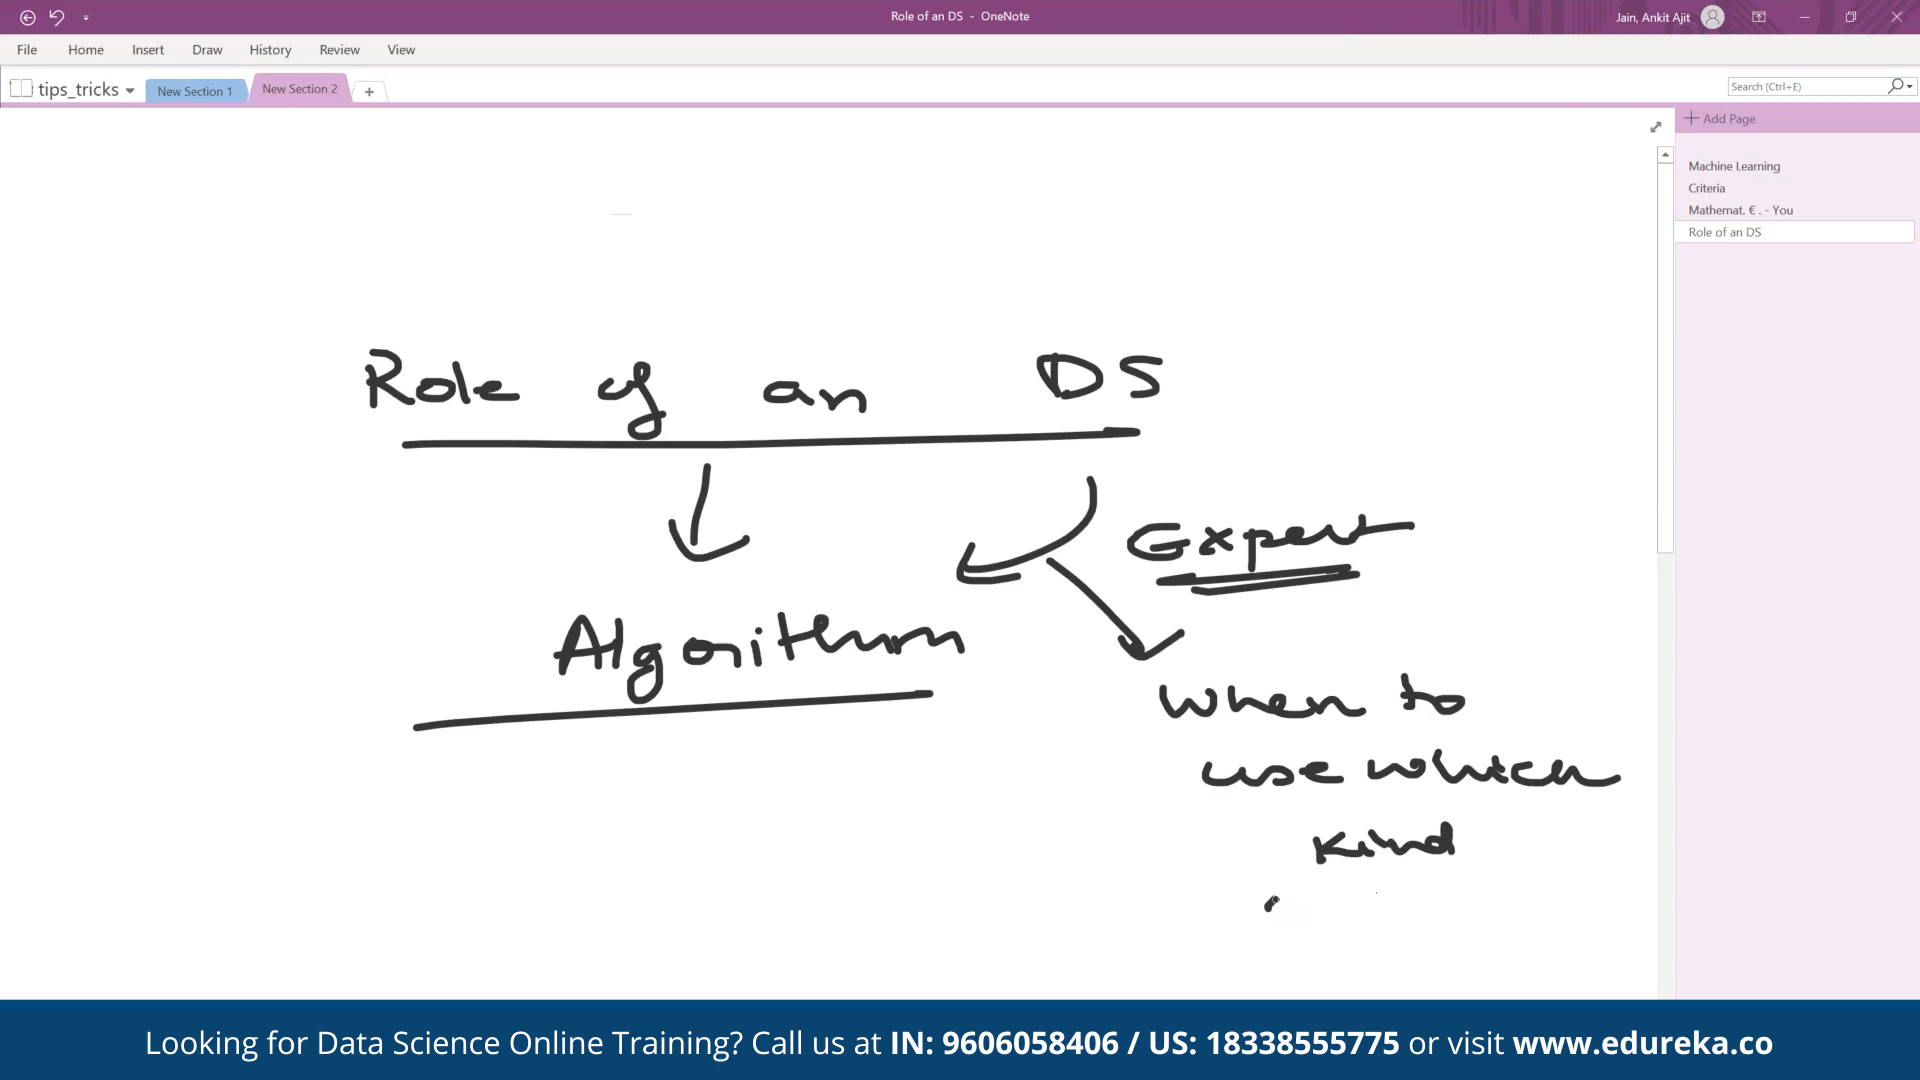 Role of an DS - OneNote
Jain, Ankit Ajit
File Home Insert Draw History Review View
tips_tricks New Section 1 New Section 2 +
Search (Ctrl+E)
Add Page
Machine Learning
Criteria
Mathemat. € . - You
Role of an DS
Role of an DS
Expert
Algorithm
when to
use which
kind
Looking for Data Science Online Training? Call us at IN: 9606058406 / US: 18338555775 or visit www.edureka.co